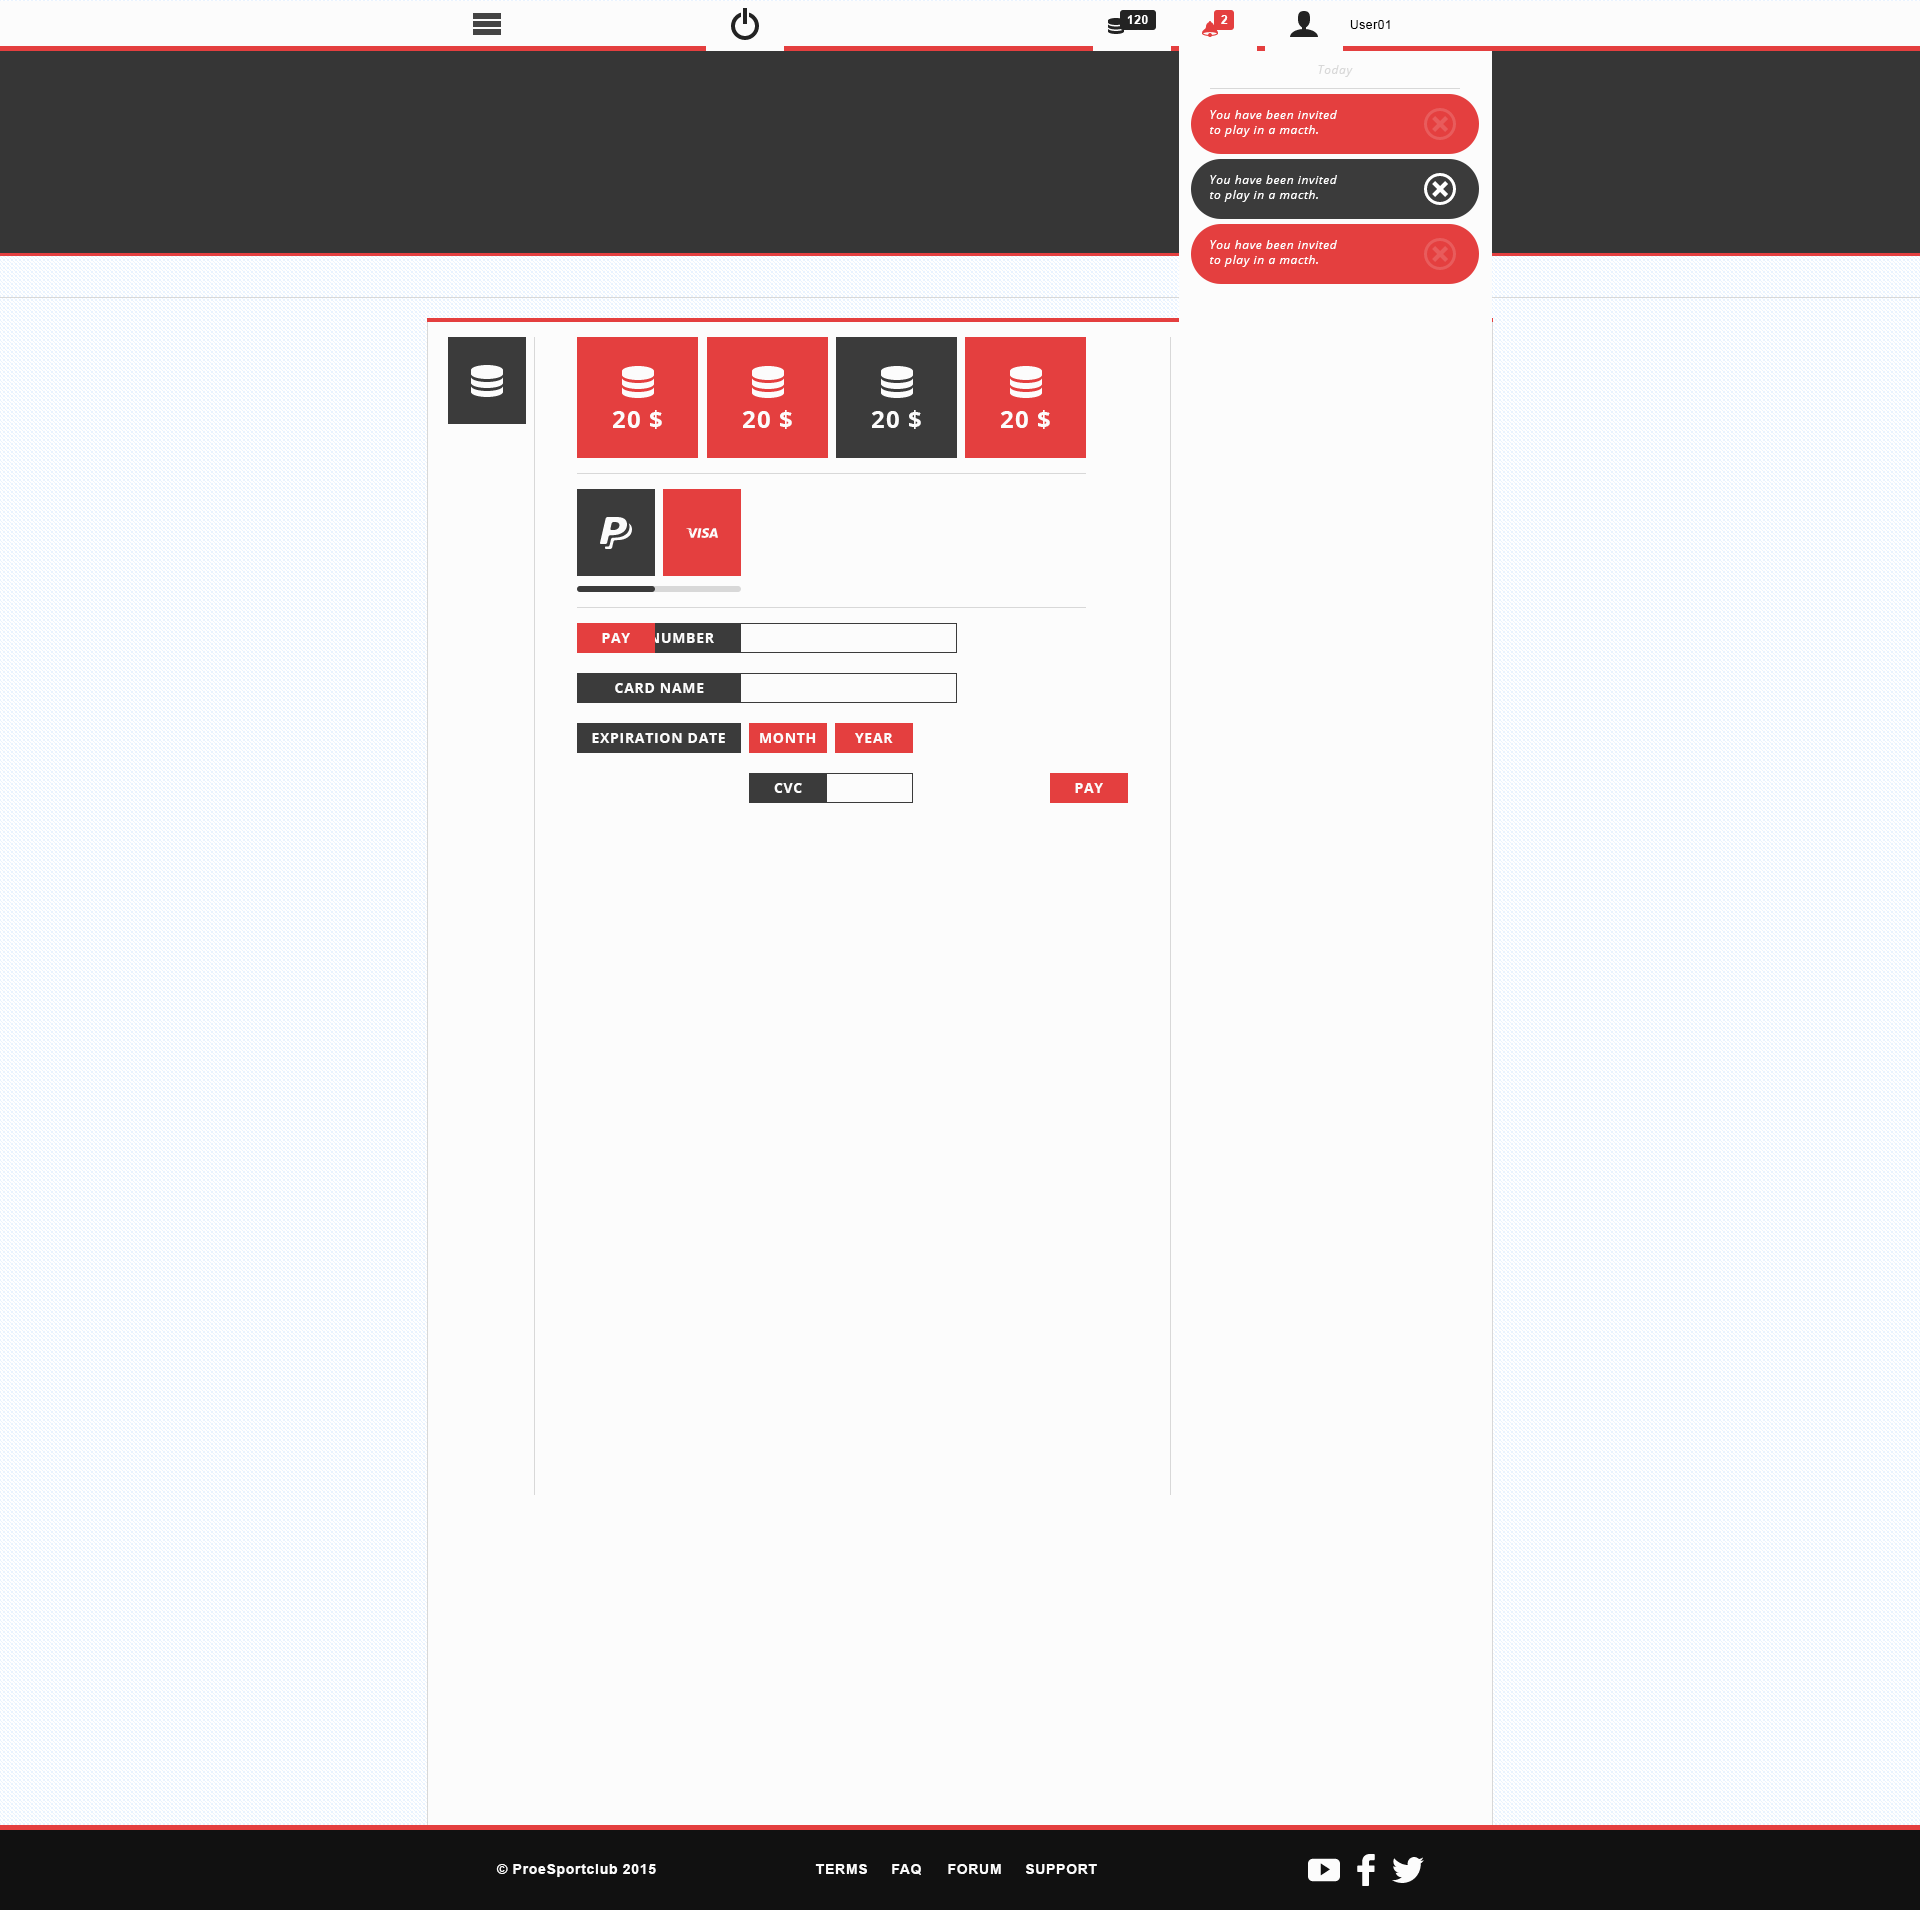 120
2
User01
Today
You have been invited
to play in a macth.
You have been invited
to play in a macth.
You have been invited
to play in a macth.
20 $
20 $
20 $
20 $
VISA
PAY
NUMBER
CARD NAME
EXPIRATION DATE
MONTH
YEAR
CVC
PAY
© ProeSportclub 2015
TERMS
FAQ
FORUM
SUPPORT